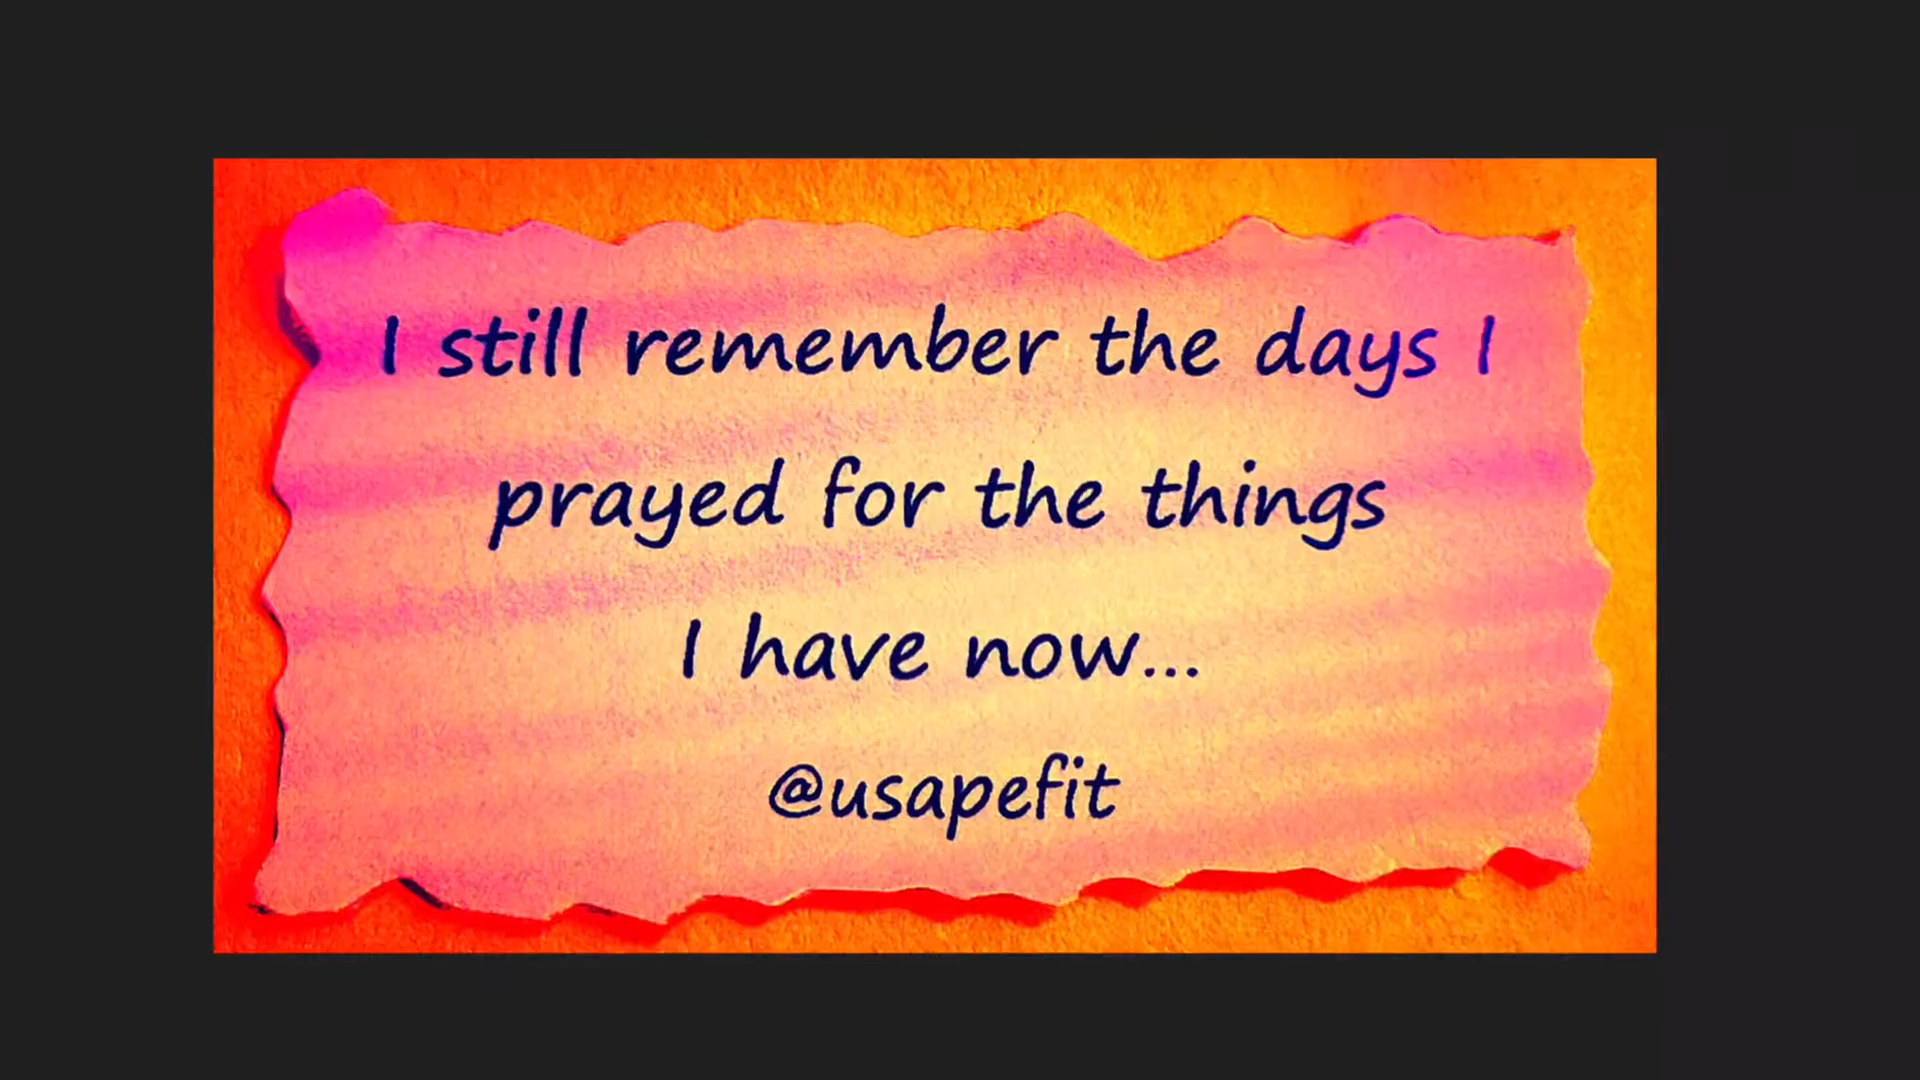 I still remember the days I
prayed for the things
I have now...
@usapefit